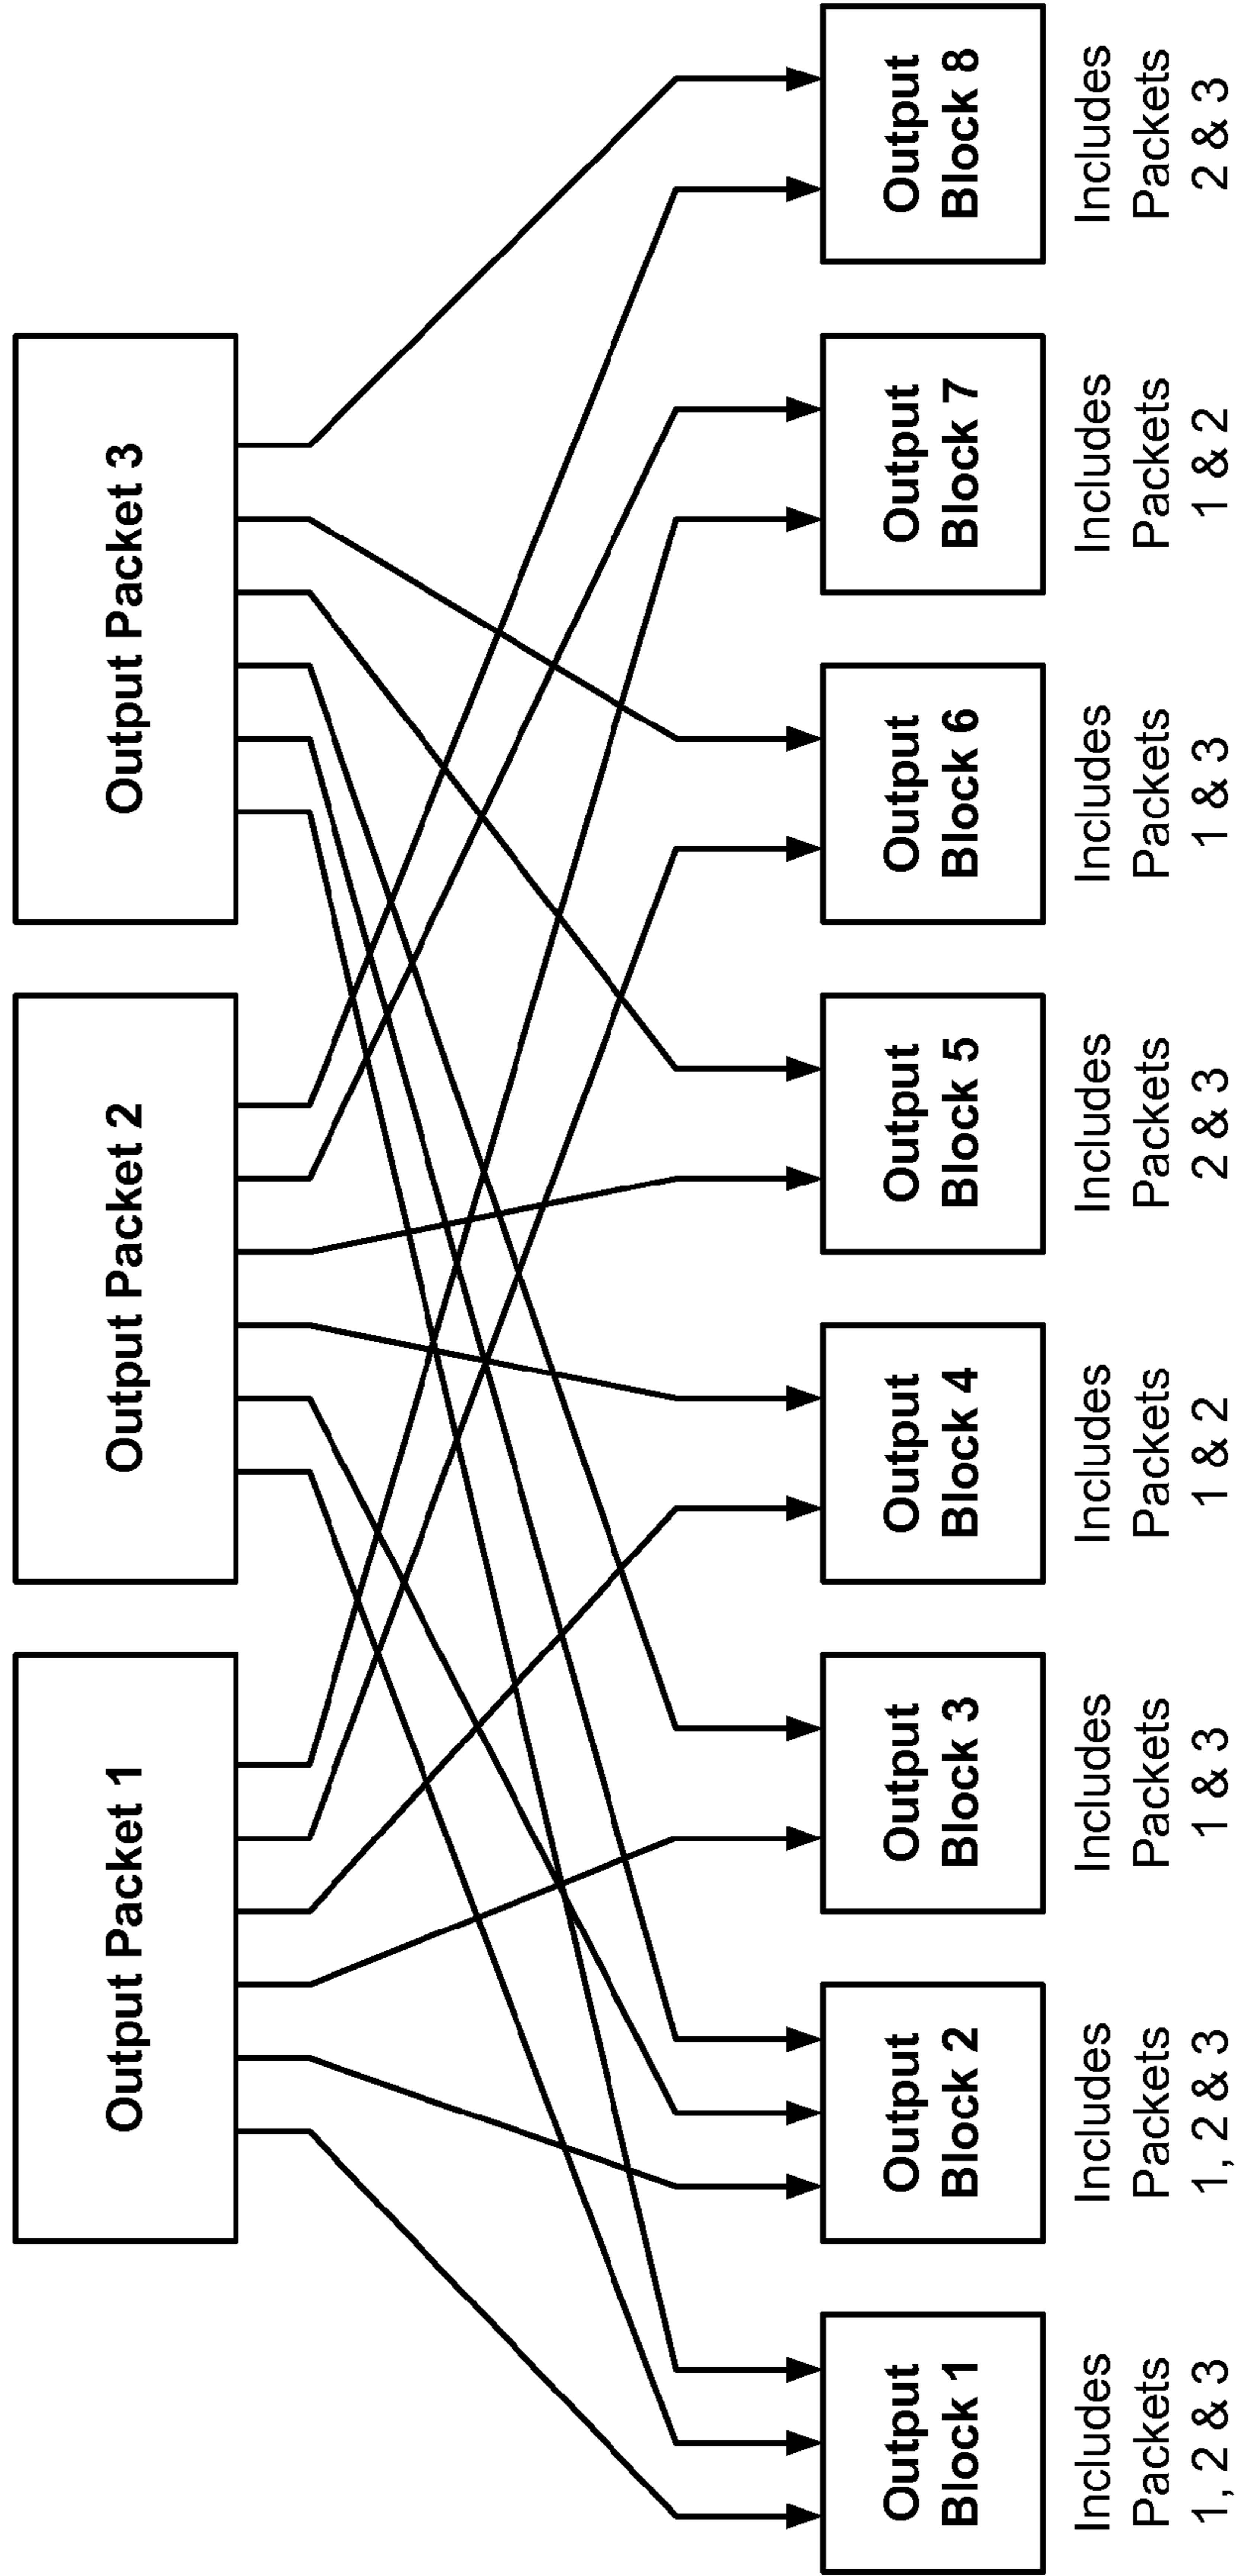 Output Packet 1
Output Packet 2
Output Packet 3
Output
Block 1
Output
Block 2
Output
Block 3
Output
Block 4
Output
Block 5
Output
Block 6
Output
Block 7
Output
Block 8
Includes
Packets
1, 2 & 3
Includes
Packets
1, 2 & 3
Includes
Packets
1 & 3
Includes
Packets
1 & 2
Includes
Packets
2 & 3
Includes
Packets
1 & 3
Includes
Packets
1 & 2
Includes
Packets
2 & 3